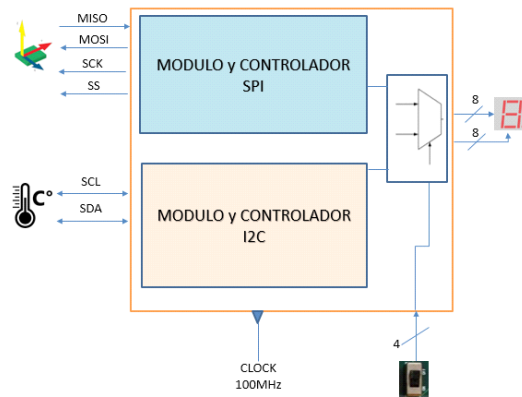 MISO
MOSI
SCK
SS
MODULO y CONTROLADOR
SPI
8
8
SCL
SDA
C°
MODULO y CONTROLADOR
I2C
4
CLOCK
100MHz